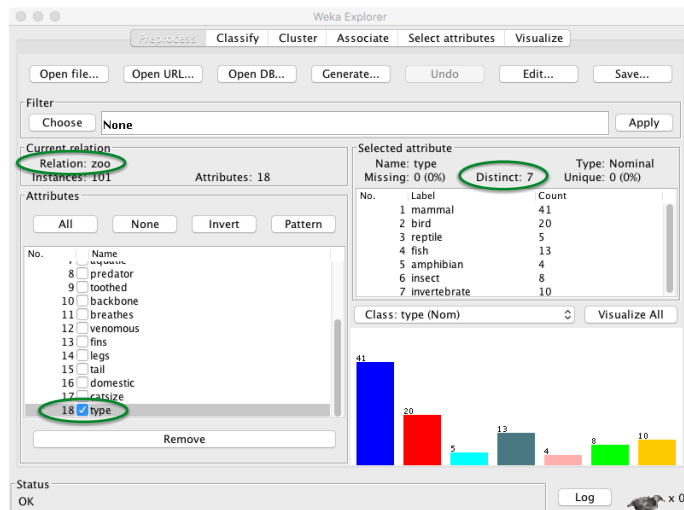 Weka Explorer
Preprocess Classify Cluster Associate Select attributes Visualize
Open file... Open URL... Open DB... Generate... Undo Edit... Save...
Filter
Choose None Apply
Current relation
Relation: zoo
Instances: 101 Attributes: 18
Selected attribute
Name: type Type: Nominal
Missing: 0 (0%) Distinct: 7 Unique: 0 (0%)
No. Label Count
1 mammal 41
2 bird 20
3 reptile 5
4 fish 13
5 amphibian 4
6 insect 8
7 invertebrate 10
Attributes
All None Invert Pattern
No. Name
7 aquatic
8 predator
9 toothed
10 backbone
11 breathes
12 venomous
13 fins
14 legs
15 tail
16 domestic
17 catsize
18 type
Remove
Class: type (Nom) Visualize All
41
20
5
13
4
8
10
Status
OK
Log x 0